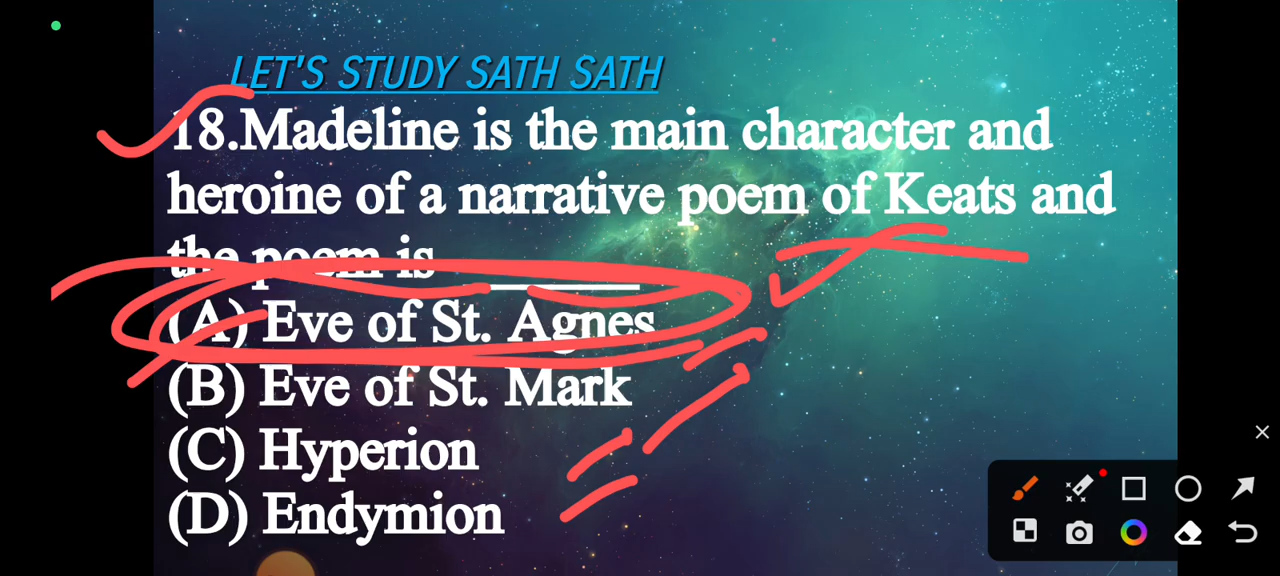 LET'S STUDY SATH SATH
18.Madeline is the main character and
heroine of a narrative poem of Keats and
the poem is ______
(A) Eve of St. Agnes
(B) Eve of St. Mark
(C) Hyperion
(D) Endymion